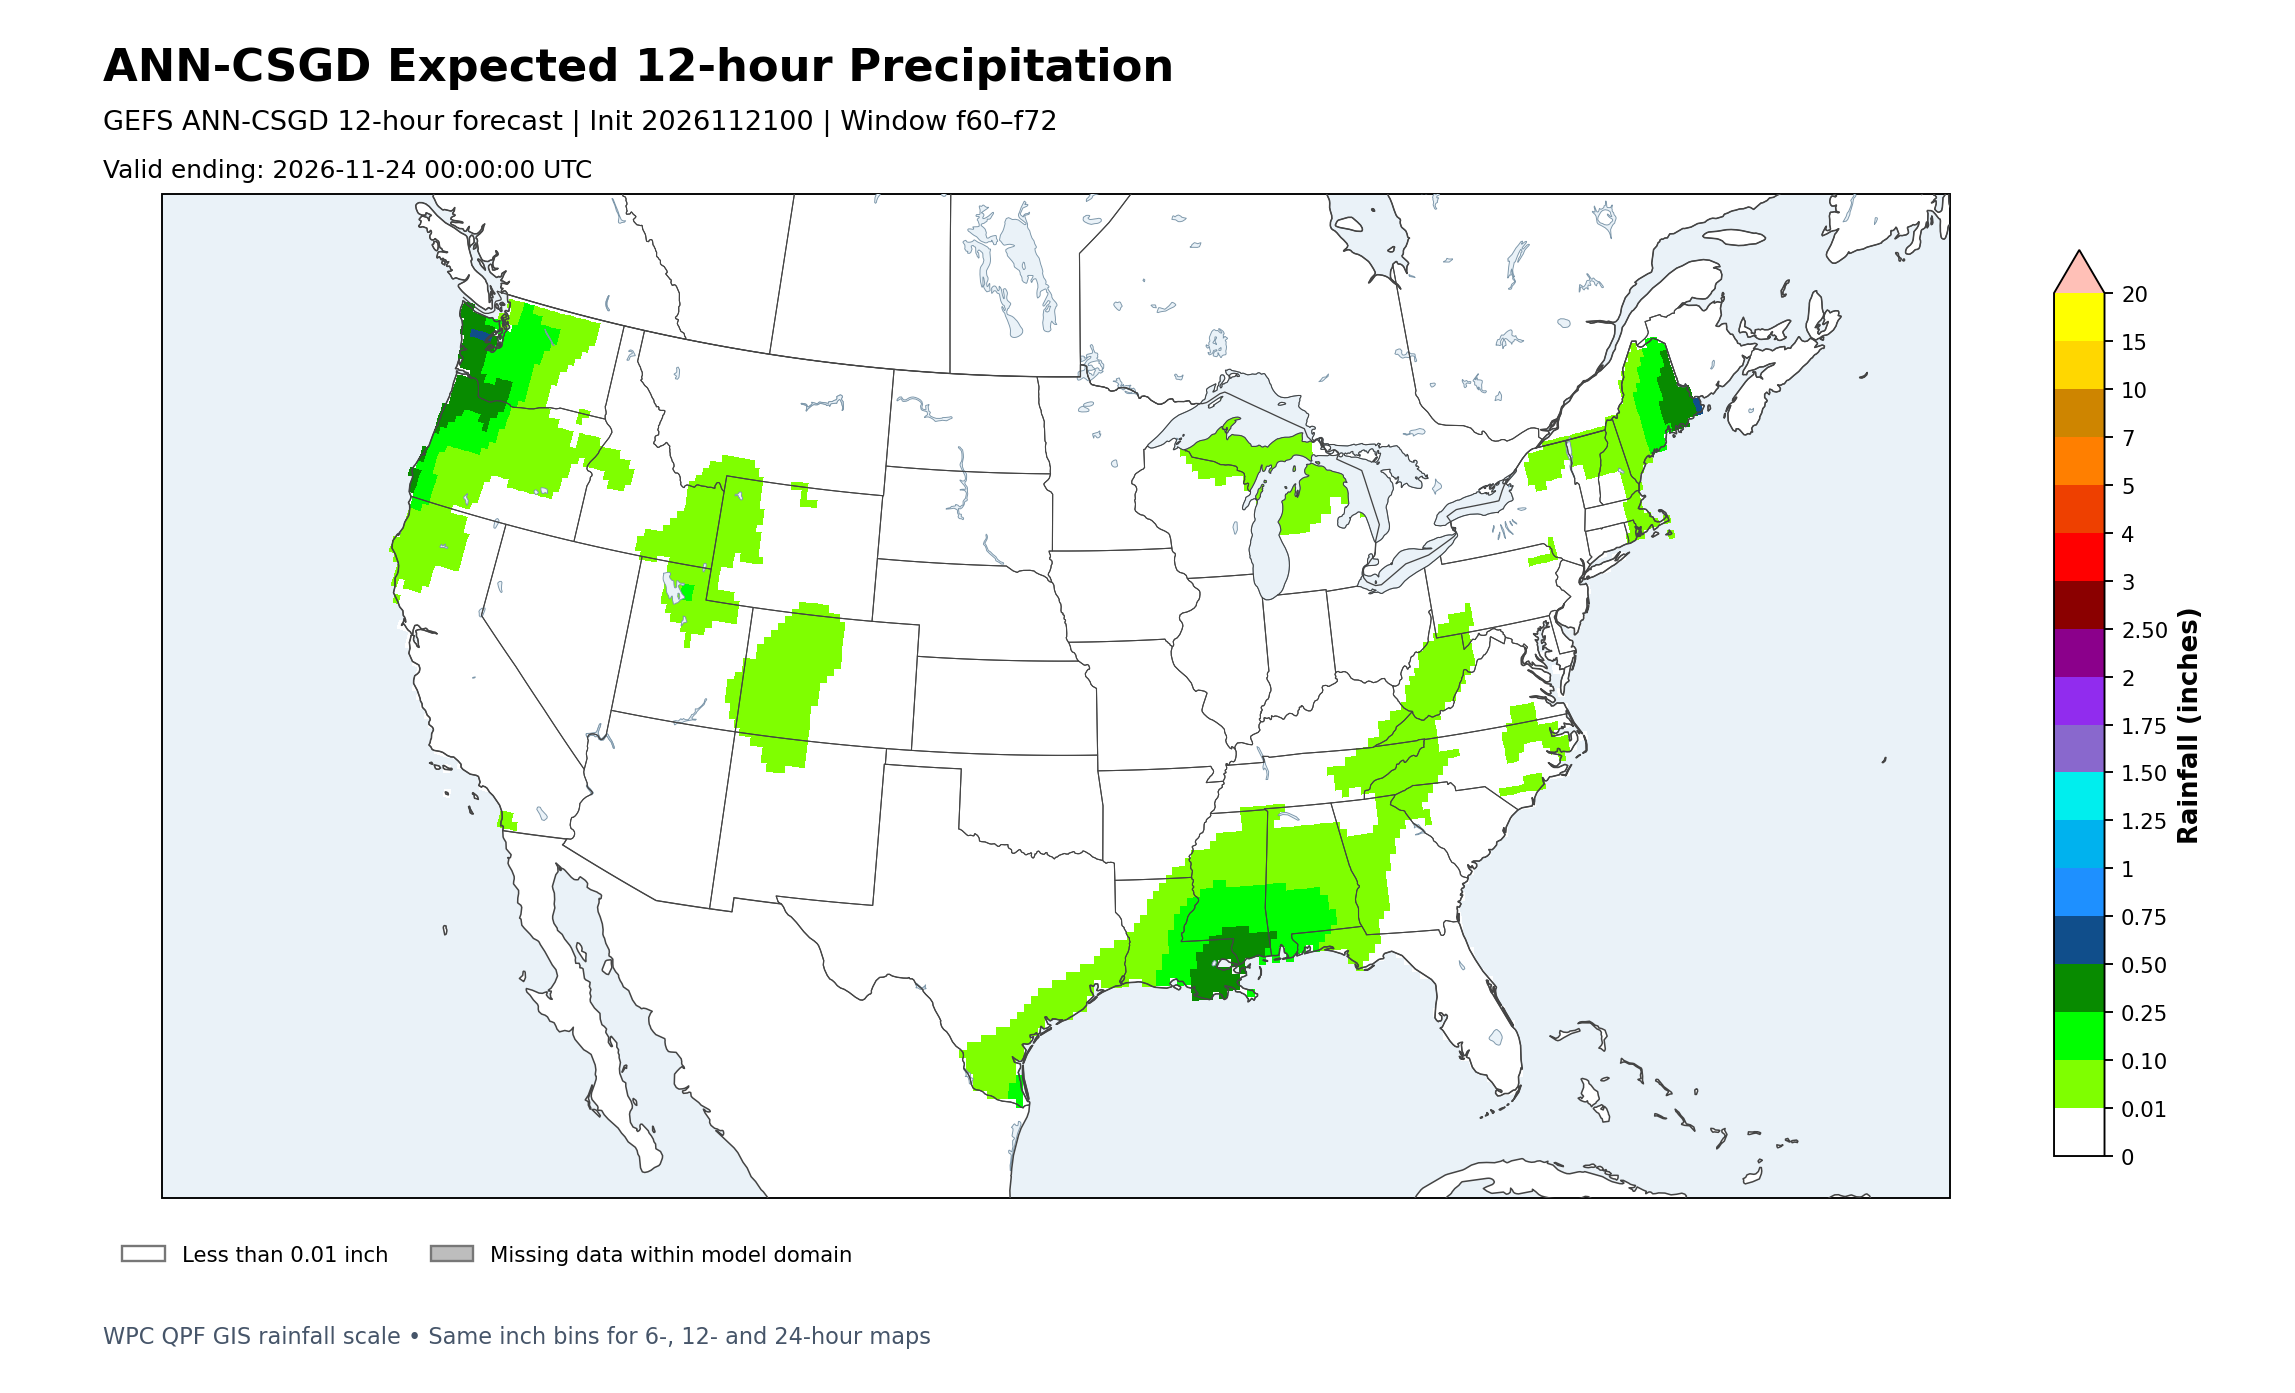 ANN-CSGD Expected 12-hour Precipitation
GEFS ANN-CSGD 12-hour forecast | Init 2026112100 | Window f60–f72
Valid ending: 2026-11-24 00:00:00 UTC
20
15
10
7
5
4
3
2.50
2
1.75
1.50
1.25
1
0.75
0.50
0.25
0.10
0.01
0
Rainfall (inches)
Less than 0.01 inch
Missing data within model domain
WPC QPF GIS rainfall scale • Same inch bins for 6-, 12- and 24-hour maps